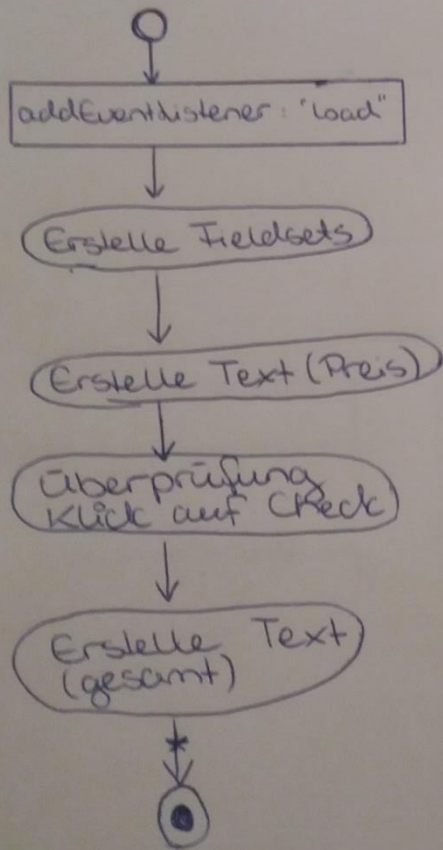 addEventListener: "load"
Erstelle Fieldsets
Erstelle Text (Preis)
Überprüfung
Klick auf Check
Erstelle Text
(gesamt)